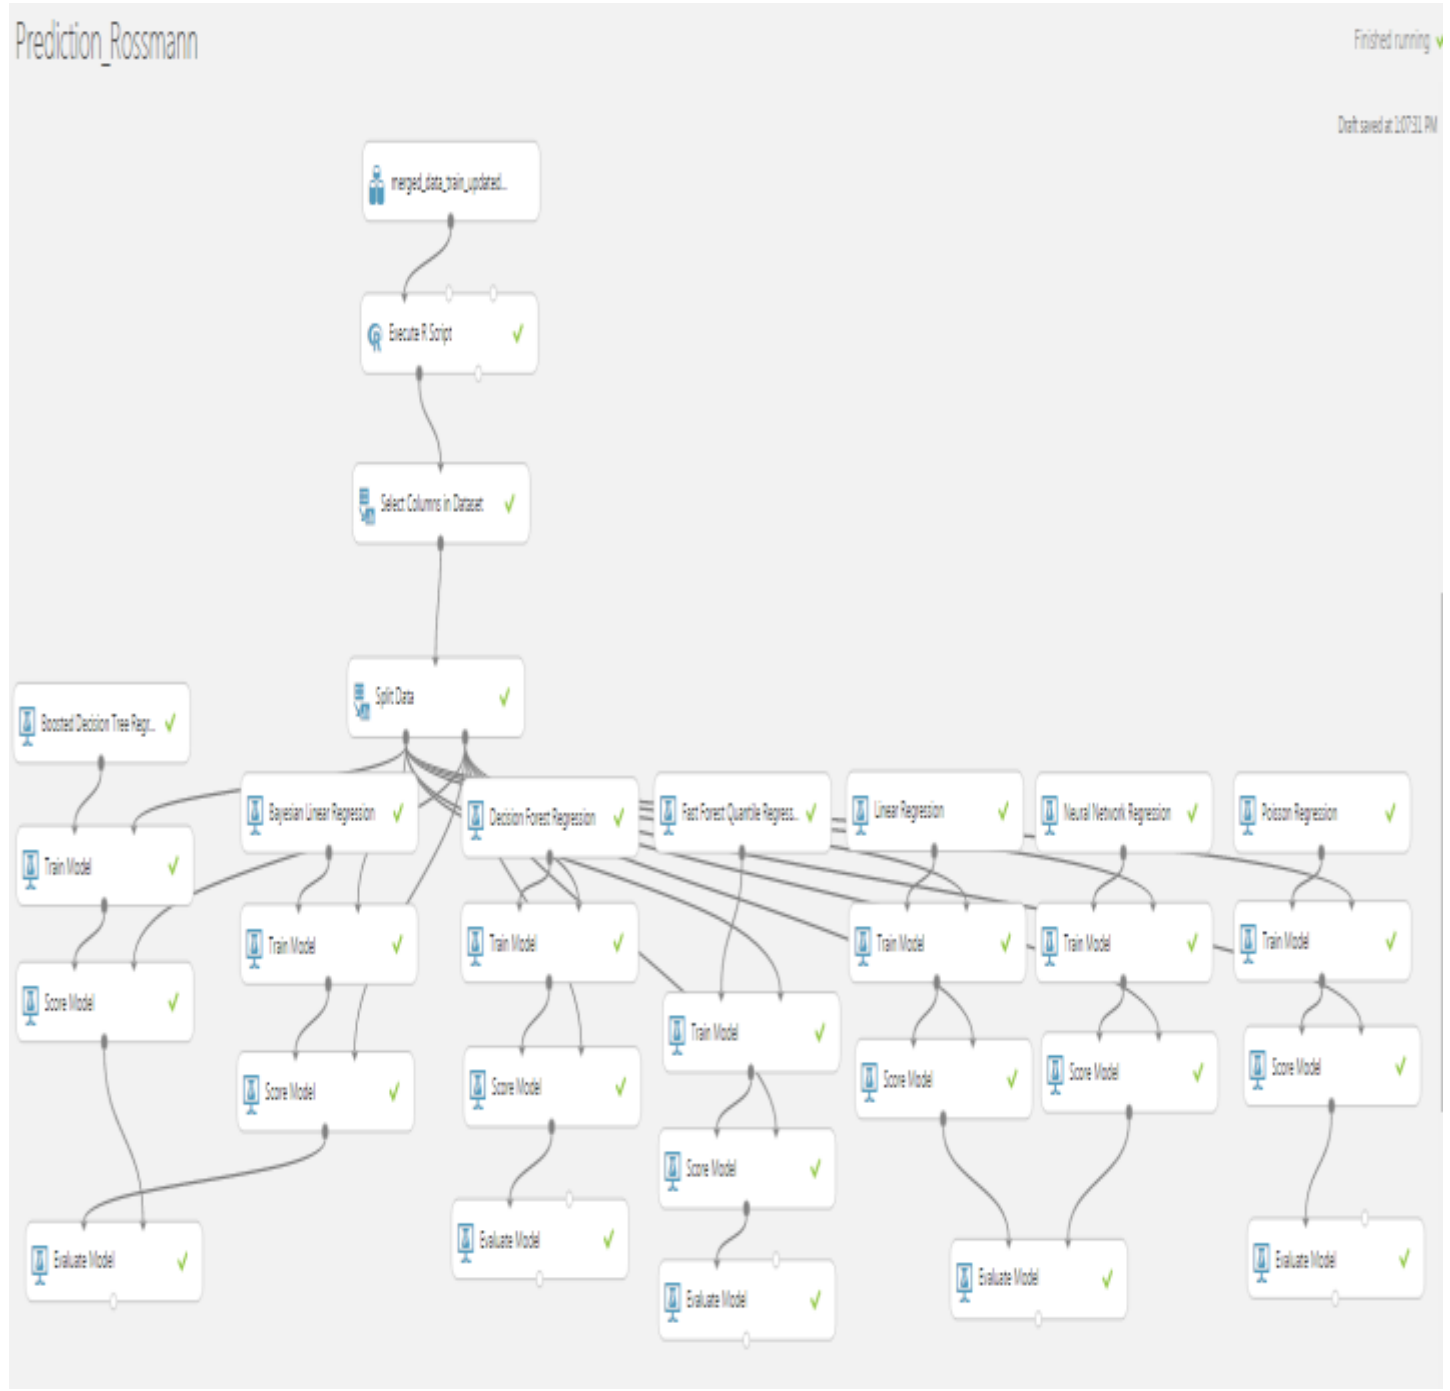 Prediction_Rossmann
Finished running
Draft saved at 1:07:31 PM
merged_data_train_updated...
Execute R Script
Select Columns in Dataset
Split Data
Boosted Decision Tree Regr...
Bayesian Linear Regression
Decision Forest Regression
Fast Forest Quantile Regress...
Linear Regression
Neural Network Regression
Poisson Regression
Train Model
Train Model
Train Model
Train Model
Train Model
Train Model
Train Model
Score Model
Score Model
Score Model
Score Model
Score Model
Score Model
Score Model
Evaluate Model
Evaluate Model
Evaluate Model
Evaluate Model
Evaluate Model